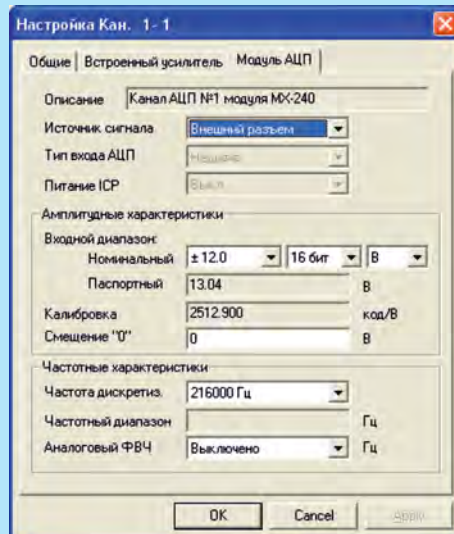 Настройка Кан. 1- 1
Общие Встроенный усилитель Модуль АЦП
Описание Канал АЦП №1 модуля MX-240
Источник сигнала Внешний разъем
Тип входа АЦП
Питание ICP Выкл.
Амплитудные характеристики
Входной диапазон:
Номинальный ± 12.0 16 бит В
Паспортный 13.04 В
Калибровка 2512.900 код/В
Смещение "0" 0 В
Частотные характеристики
Частота дискретиз. 216000 Гц
Частотный диапазон Гц
Аналоговый ФВЧ Выключено Гц
OK Cancel Apply